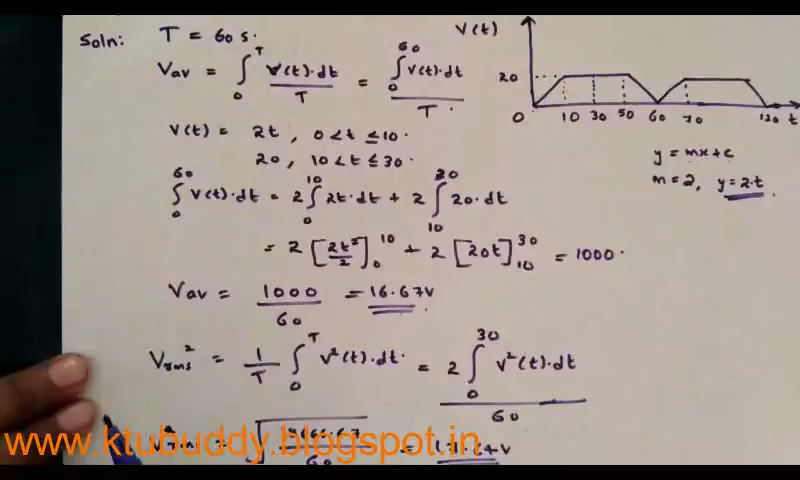 Soln: T = 60 s.
Vav = ∫₀ᵀ V(t)·dt / T = ∫₀⁶⁰ V(t)dt / T.
V(t) = 2t, 0 < t ≤ 10.
20, 10 < t ≤ 30.
∫₀⁶⁰ V(t)·dt = 2∫₀¹⁰ 2t·dt + 2∫₁₀²⁰ 20·dt
= 2[2t²/2]₀¹⁰ + 2[20t]₁₀³⁰ = 1000.
Vav = 1000/60 = 16.67V
Vrms² = 1/T ∫₀ᵀ V²(t)·dt. = 2∫₀³⁰ V²(t)·dt / 60
60
V(t)
20
0 10 30 50 60 70 120 t
y = mx+c
m = 2, y = 2·t
www.ktubuddy.blogspot.in